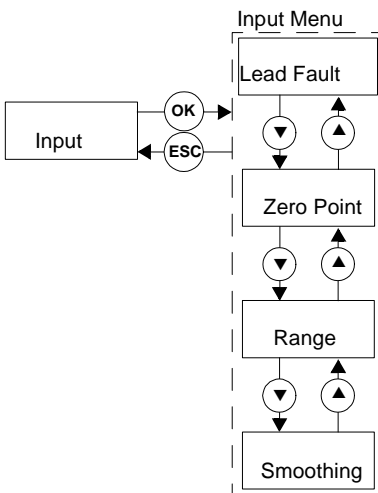 Input Menu
Lead Fault
OK
Input
ESC
Zero Point
Range
Smoothing